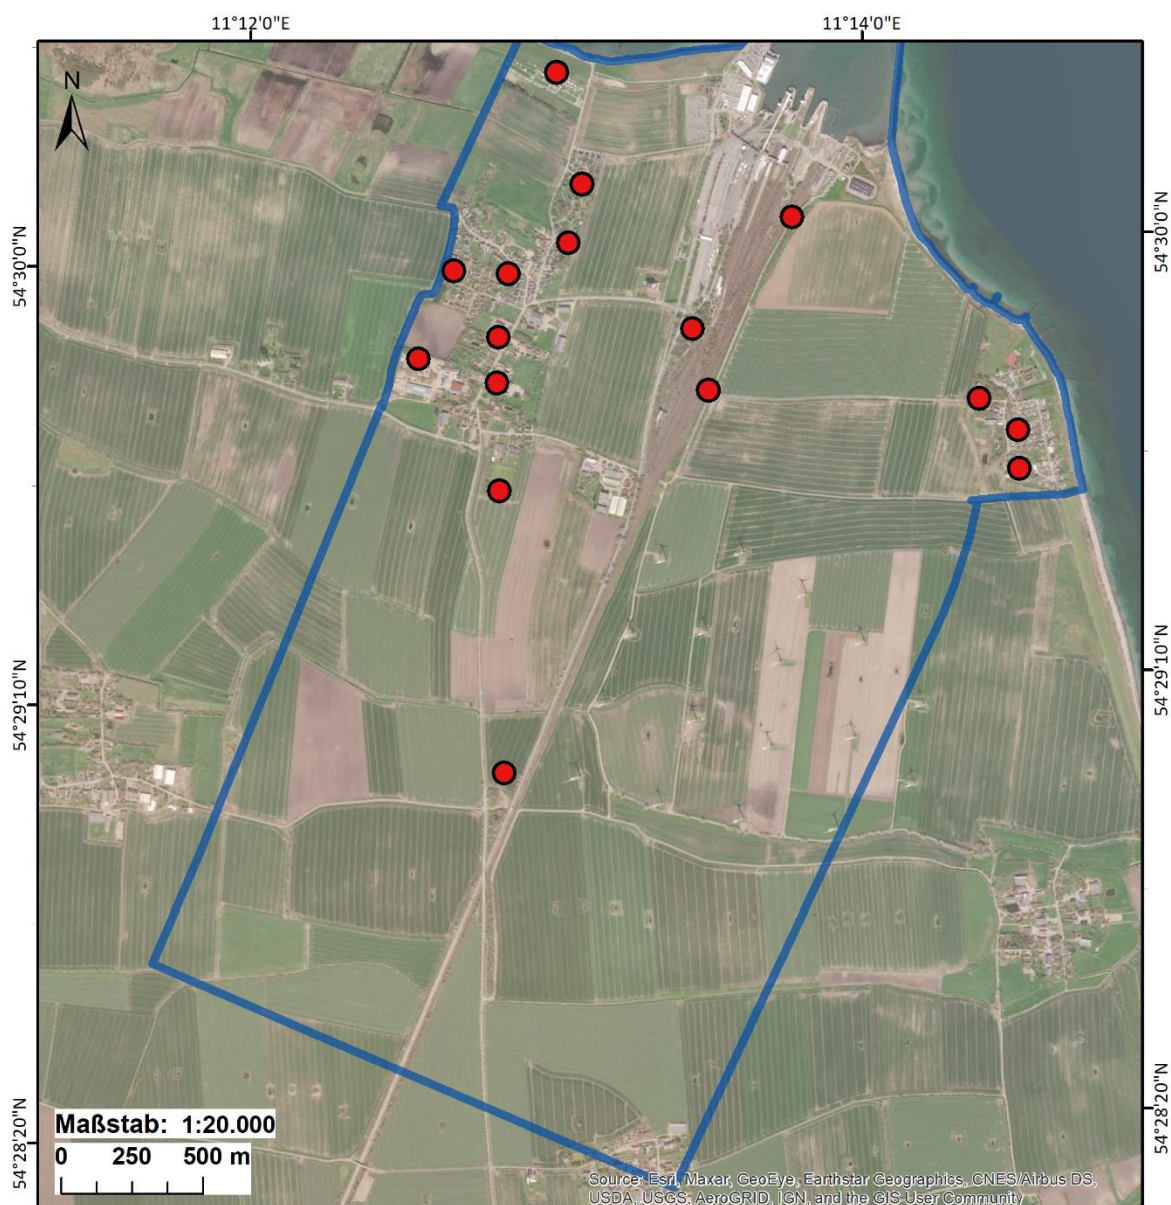 11°12'0"E
11°14'0"E
N
54°30'0"N
54°30'0"N
54°29'10"N
54°29'10"N
54°28'20"N
54°28'20"N
Maßstab: 1:20.000
0 250 500 m
Source: Esri, Maxar, GeoEye, Earthstar Geographics, CNES/Airbus DS,
USDA, USGS, AeroGRID, IGN, and the GIS User Community